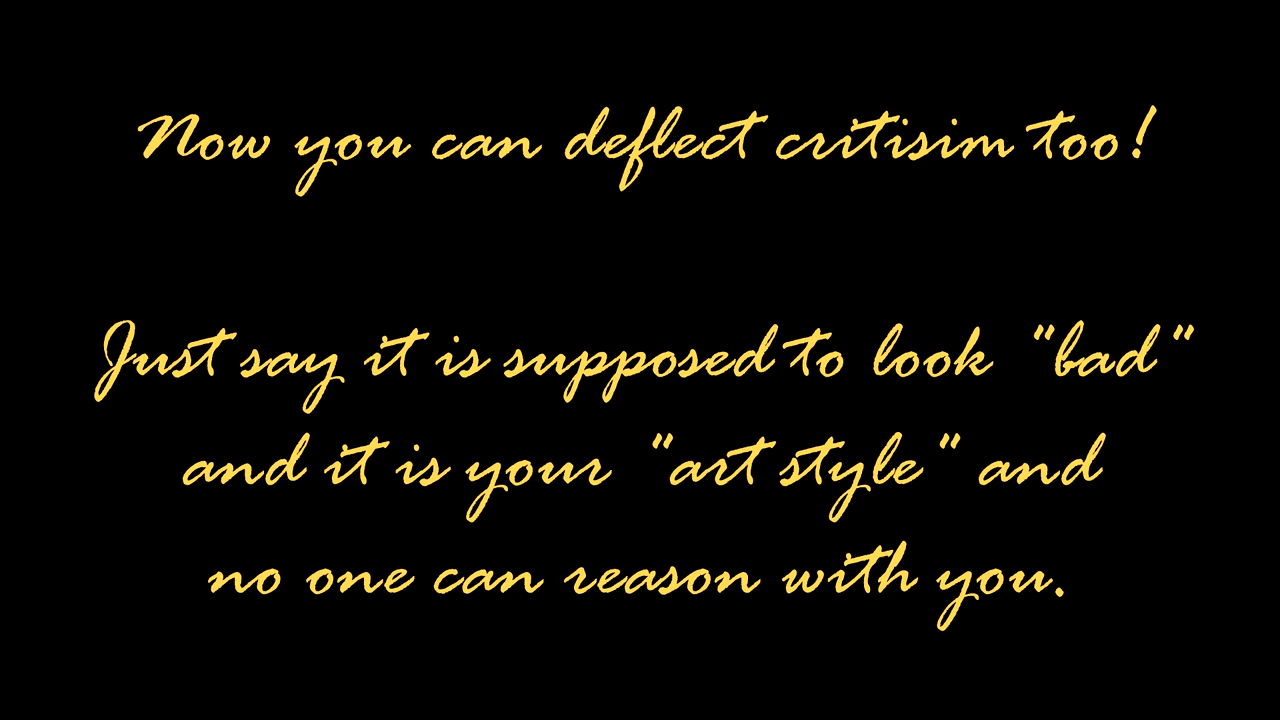 Now you can deflect critisim too!
Just say it is supposed to look "bad"
and it is your "art style" and
no one can reason with you.